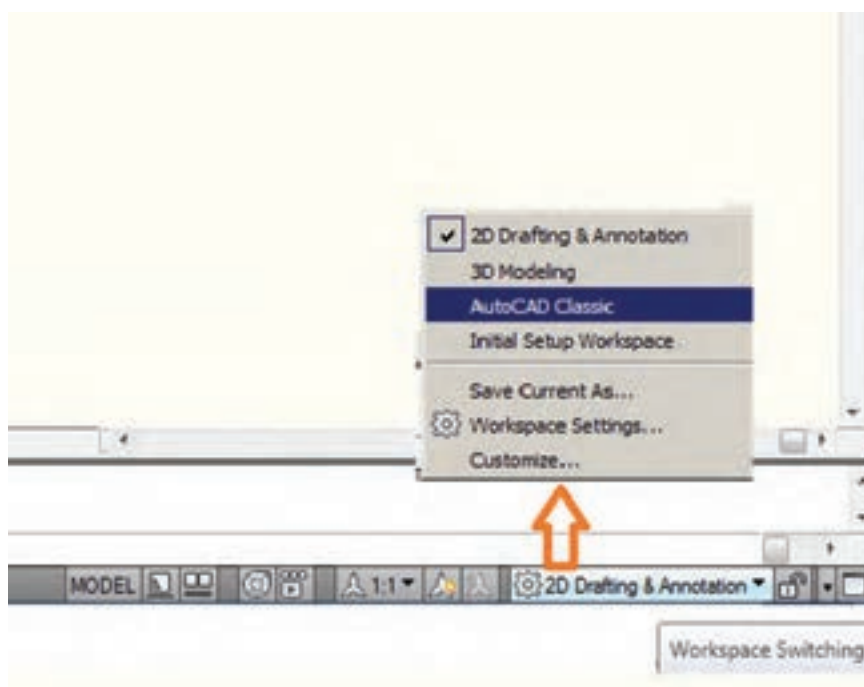 2D Drafting & Annotation
3D Modeling
AutoCAD Classic
Initial Setup Workspace
Save Current As...
Workspace Settings...
Customize...
MODEL 1:1 2D Drafting & Annotation
Workspace Switching